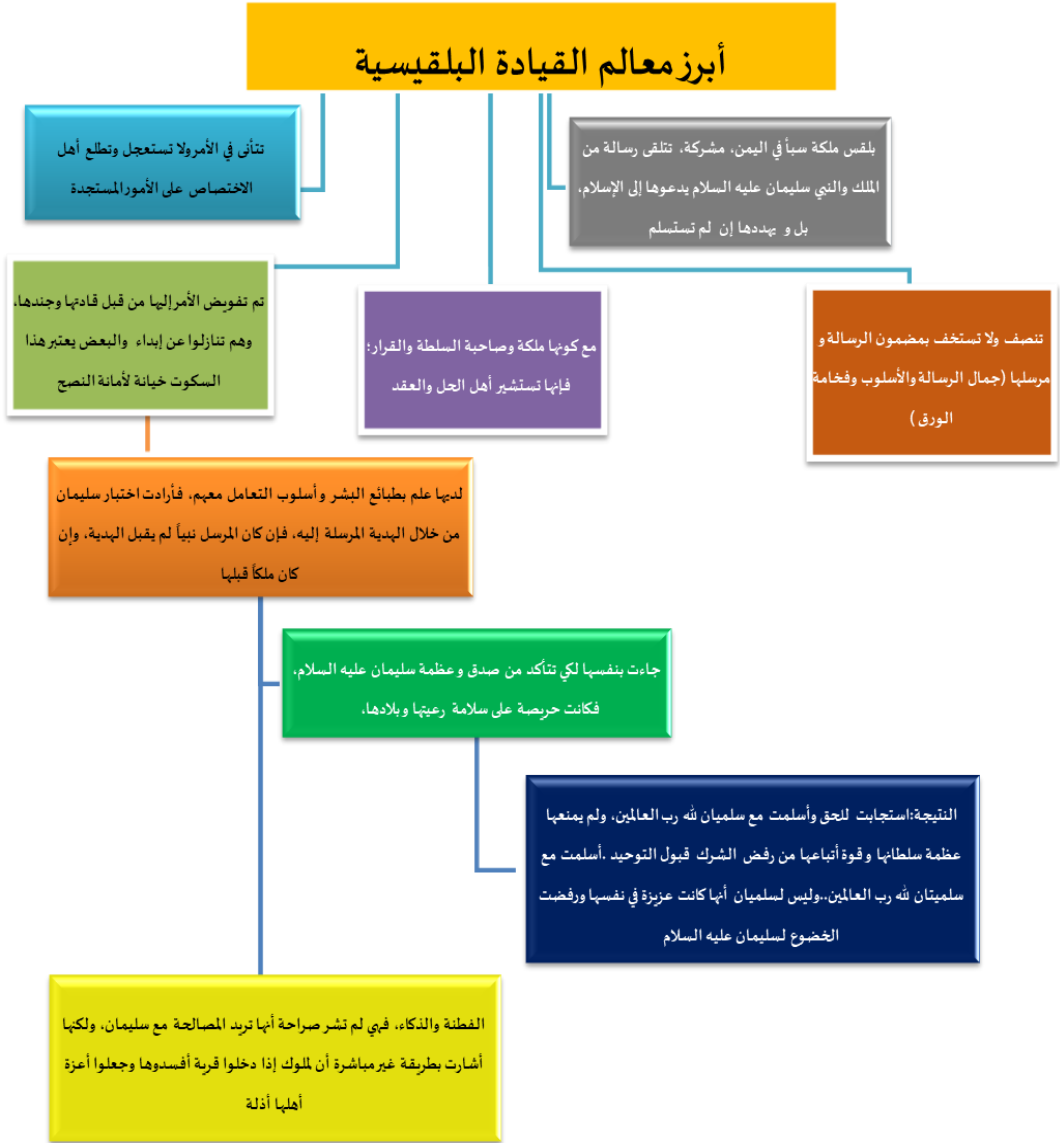 أبرز معالم القيادة البلقيسية
بلقس ملكة سبأ في اليمن، مشركة، تتلقى رسالة من
الملك والنبي سليمان عليه السلام يدعوها إلى الإسلام،
بل و يهددها إن لم تستسلم
تتأنى في الأمر ولا تستعجل وتطلع أهل
الاختصاص على الأمور المستجدة
تنصف ولا تستخف بمضمون الرسالة و
مرسلها (جمال الرسالة والأسلوب وفخامة
الورق )
مع كونها ملكة وصاحبة السلطة والقرار؛
فإنها تستشير أهل الحل والعقد
تم تفويض الأمر إليها من قبل قادتها وجندها،
وهم تنازلوا عن إبداء والبعض يعتبر هذا
السكوت خيانة لأمانة النصح
لديها علم بطبائع البشر وأسلوب التعامل معهم، فأرادت اختبار سليمان
من خلال الهدية المرسلة إليه، فإن كان المرسل نبياً لم يقبل الهدية، وإن
كان ملكاً قبلها
جاءت بنفسها لكي تتأكد من صدق وعظمة سليمان عليه السلام،
فكانت حريصة على سلامة رعيتها وبلادها،
النتيجة:استجابت للحق وأسلمت مع سلميان لله رب العالمين، ولم يمنعها
عظمة سلطانها وقوة أتباعها من رفض الشرك قبول التوحيد .أسلمت مع
سلميتان لله رب العالمين..وليس لسلميان أنها كانت عزيزة في نفسها ورفضت
الخضوع لسليمان عليه السلام
الفطنة والذكاء، فهي لم تشر صراحة أنها تريد المصالحة مع سليمان، ولكنها
أشارت بطريقة غير مباشرة أن لملوك إذا دخلوا قرية أفسدوها وجعلوا أعزة
أهلها أذلة